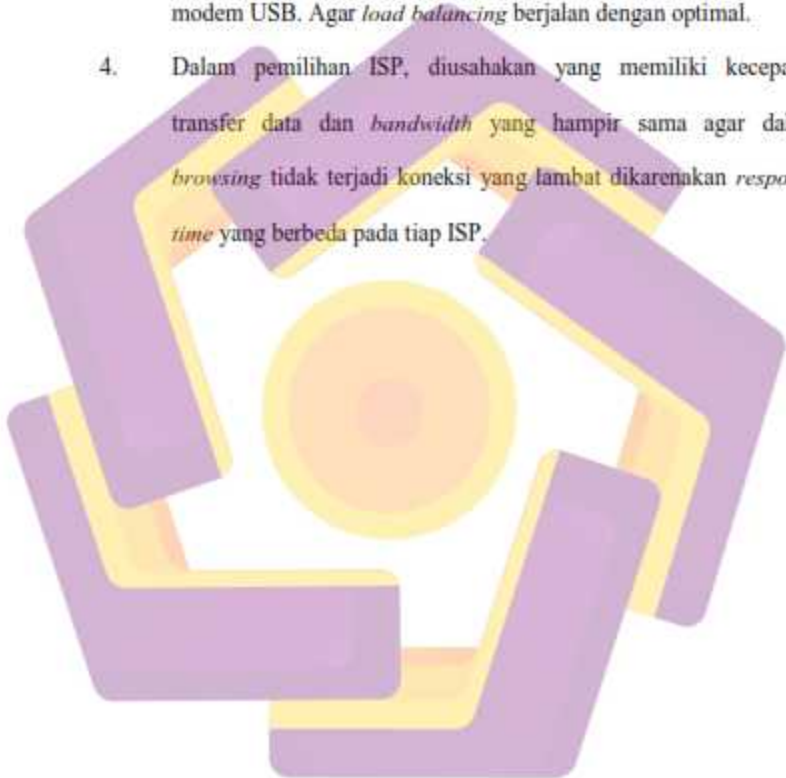 modem USB. Agar load balancing berjalan dengan optimal.
4. Dalam pemilihan ISP, diusahakan yang memiliki kecepa
transfer data dan bandwidth yang hampir sama agar dal
browsing tidak terjadi koneksi yang lambat dikarenakan respo
time yang berbeda pada tiap ISP.